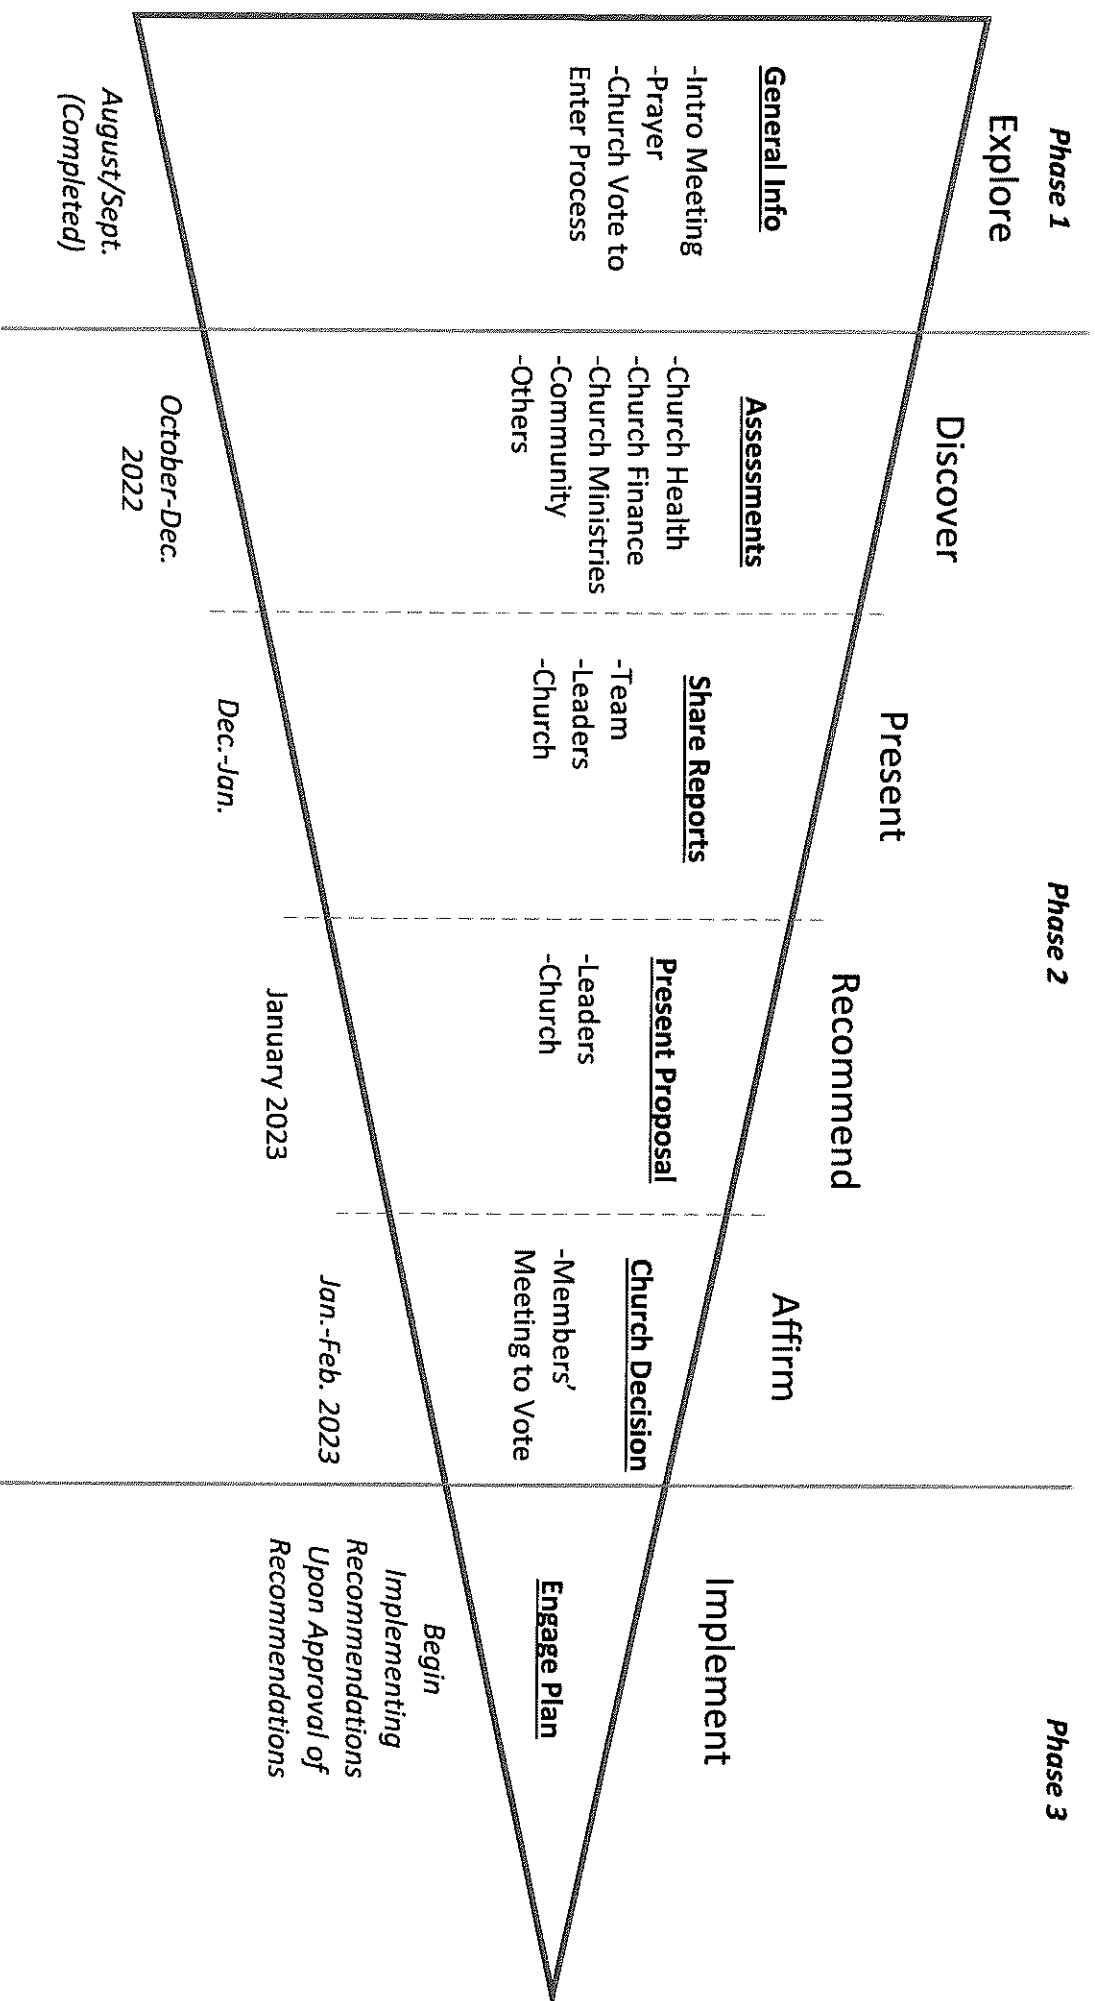 Phase 1
Explore
General Info
-Intro Meeting
-Prayer
-Church Vote to
Enter Process
August/Sept.
(Completed)
Phase 2
Discover
Assessments
-Church Health
-Church Finance
-Church Ministries
-Community
-Others
October-Dec.
2022
Present
Share Reports
-Team
-Leaders
-Church
Dec.-Jan.
Recommend
Present Proposal
-Leaders
-Church
January 2023
Affirm
Church Decision
-Members’
Meeting to Vote
Jan.-Feb. 2023
Phase 3
Implement
Engage Plan
Begin
Implementing
Recommendations
Upon Approval of
Recommendations